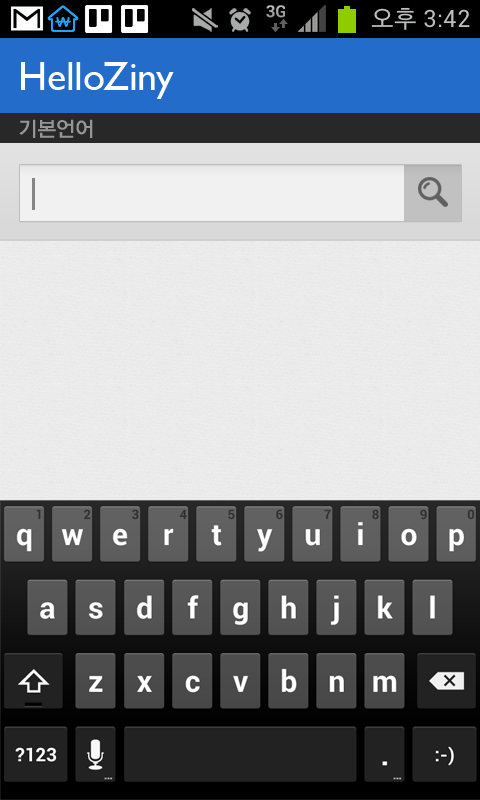 3G 오후 3:42
HelloZiny
기본언어
1 2 3 4 5 6 7 8 9 0
q w e r t y u i o p
a s d f g h j k l
z x c v b n m
?123 . :-)